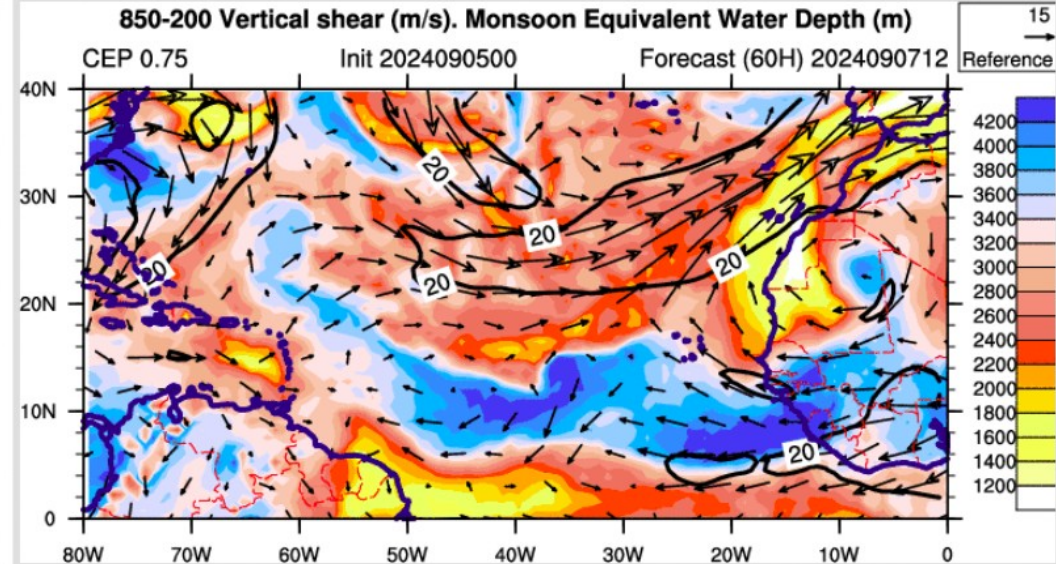 850-200 Vertical shear (m/s). Monsoon Equivalent Water Depth (m)
15
CEP 0.75 Init 2024090500 Forecast (60H) 2024090712
Reference
40N
4200
4000
20
3800
30N
3600
3400
20
3200
20 20
3000
20
2800
20N
2600
2400
2200
2000
10N
1800
20
1600
1400
1200
0
80W 70W 60W 50W 40W 30W 20W 10W 0